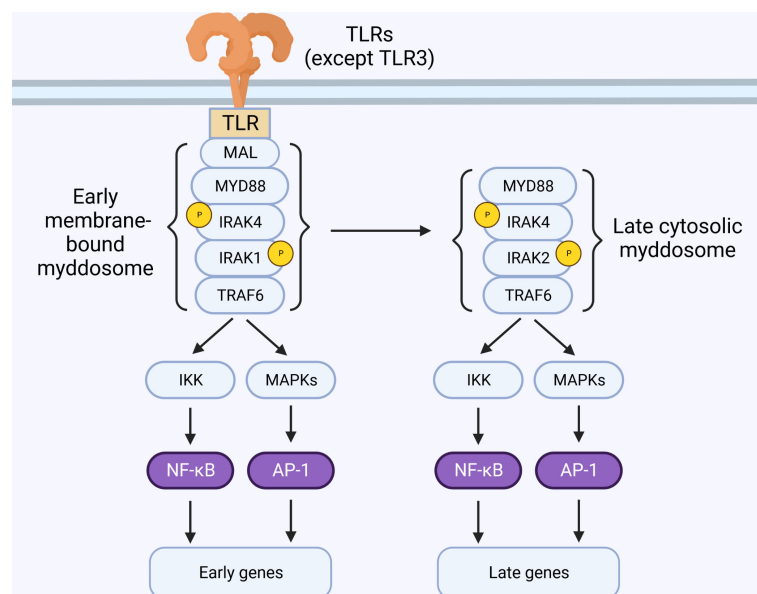 TLRs
(except TLR3)
TLR
MAL
MYD88
P
IRAK4
IRAK1
P
TRAF6
Early
membrane-
bound
myddosome
MYD88
P
IRAK4
IRAK2
P
TRAF6
Late cytosolic
myddosome
IKK
MAPKs
IKK
MAPKs
NF-κB
AP-1
NF-κB
AP-1
Early genes
Late genes